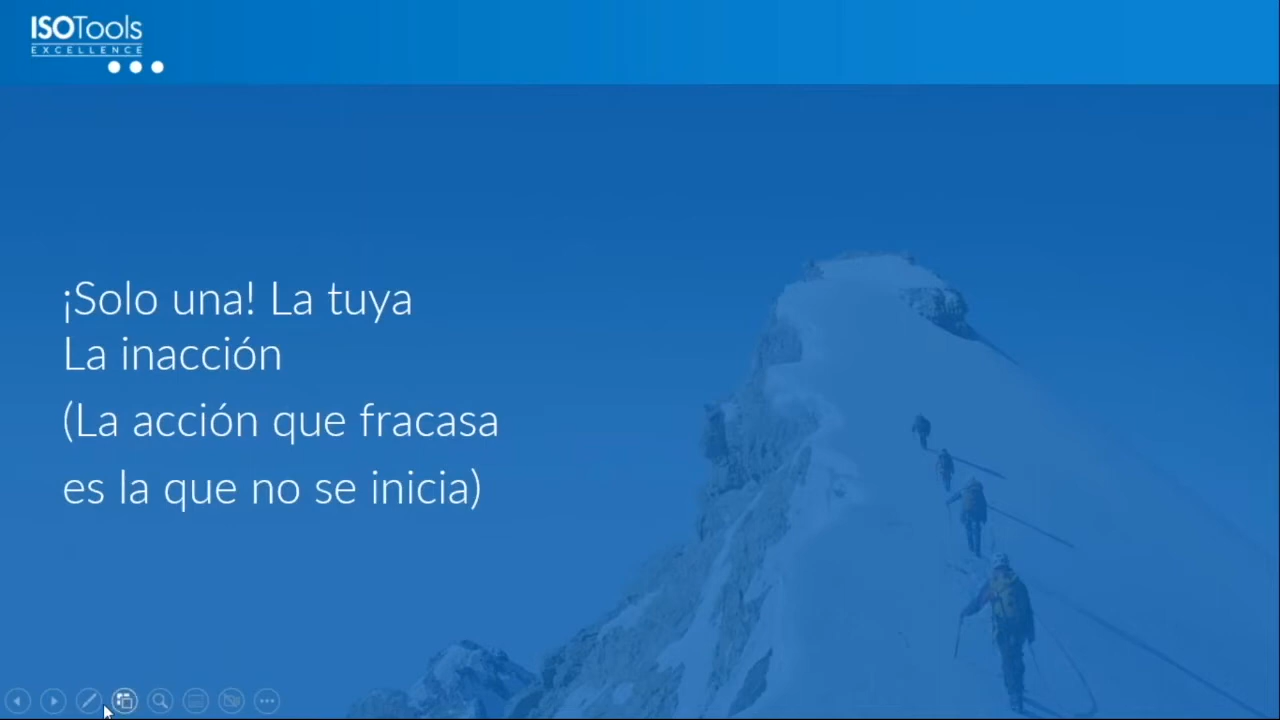 ISOTools
EXCELLENCE
¡Solo una! La tuya
La inacción
(La acción que fracasa
es la que no se inicia)